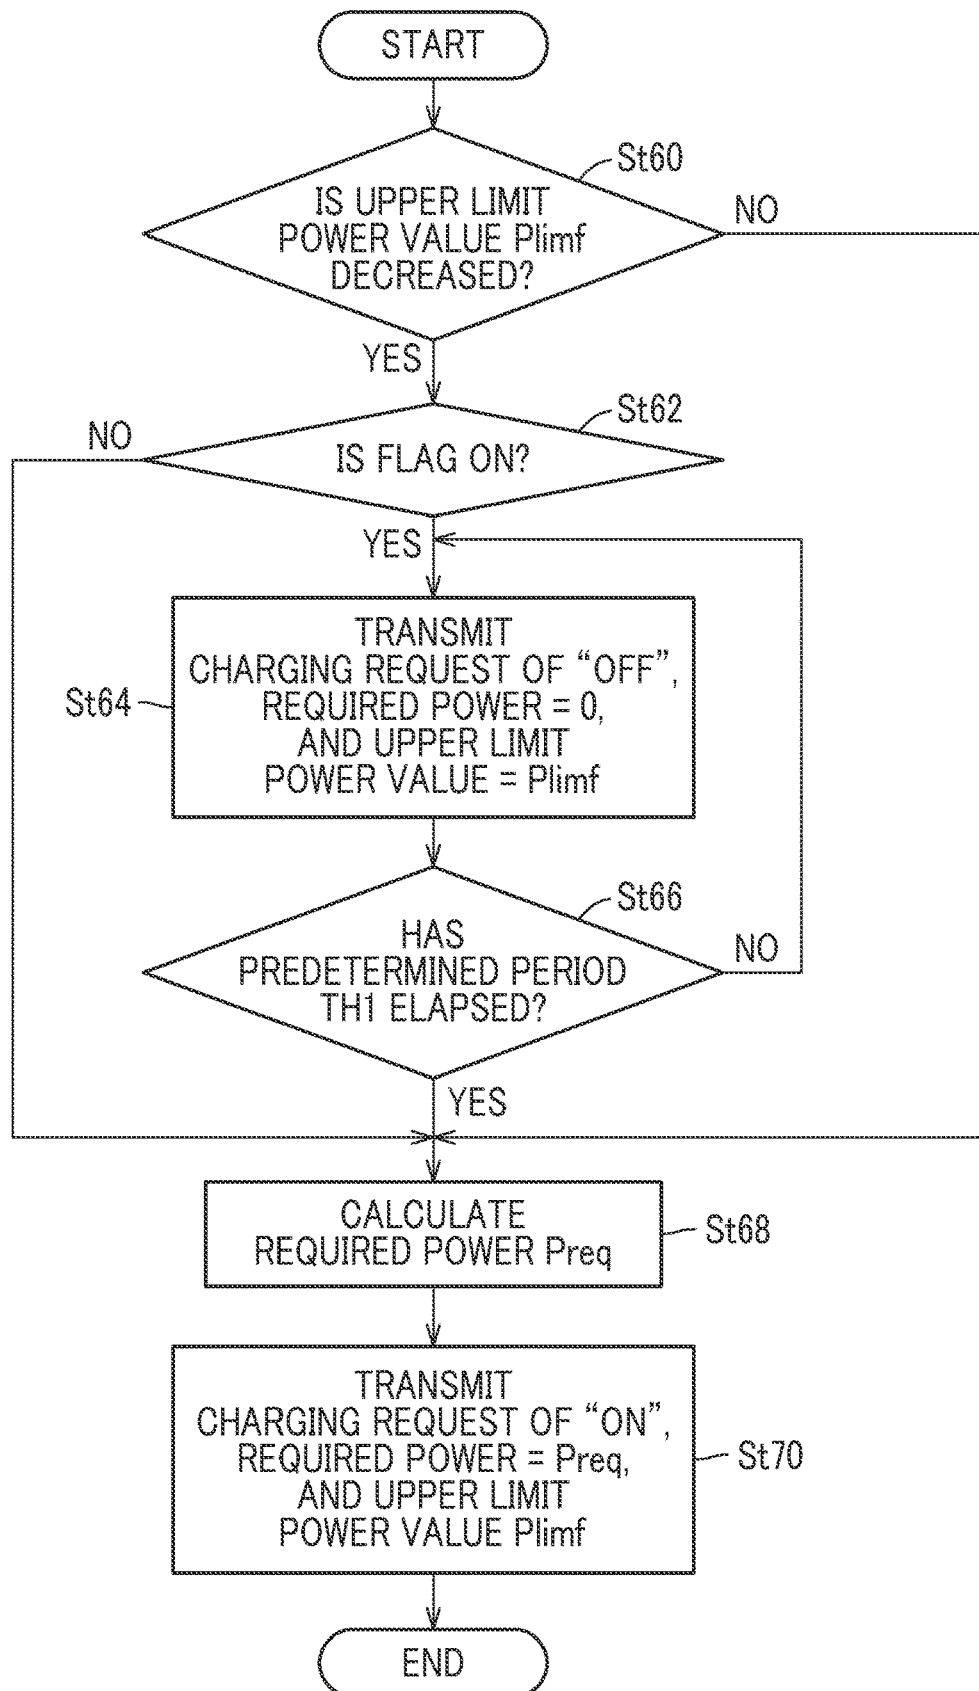 START
St60
IS UPPER LIMIT
POWER VALUE Plimf
DECREASED?
NO
YES
St62
NO
IS FLAG ON?
YES
TRANSMIT
CHARGING REQUEST OF “OFF”,
REQUIRED POWER = 0,
AND UPPER LIMIT
POWER VALUE = Plimf
St64
St66
HAS
PREDETERMINED PERIOD
TH1 ELAPSED?
NO
YES
CALCULATE
REQUIRED POWER Preq
St68
TRANSMIT
CHARGING REQUEST OF “ON”,
REQUIRED POWER = Preq,
AND UPPER LIMIT
POWER VALUE Plimf
St70
END